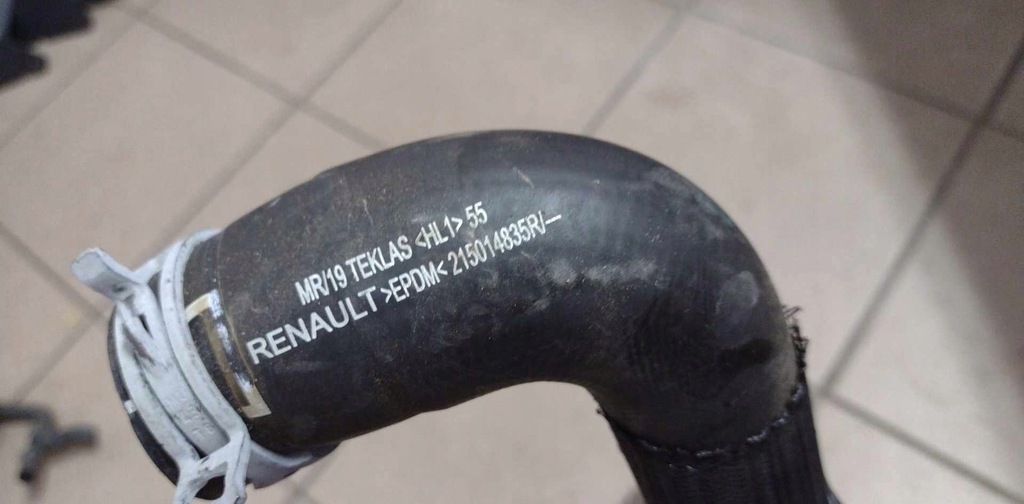 MR/19 TEKLAS <HL1> 55
RENAULT >EPDM< 215014835R/---